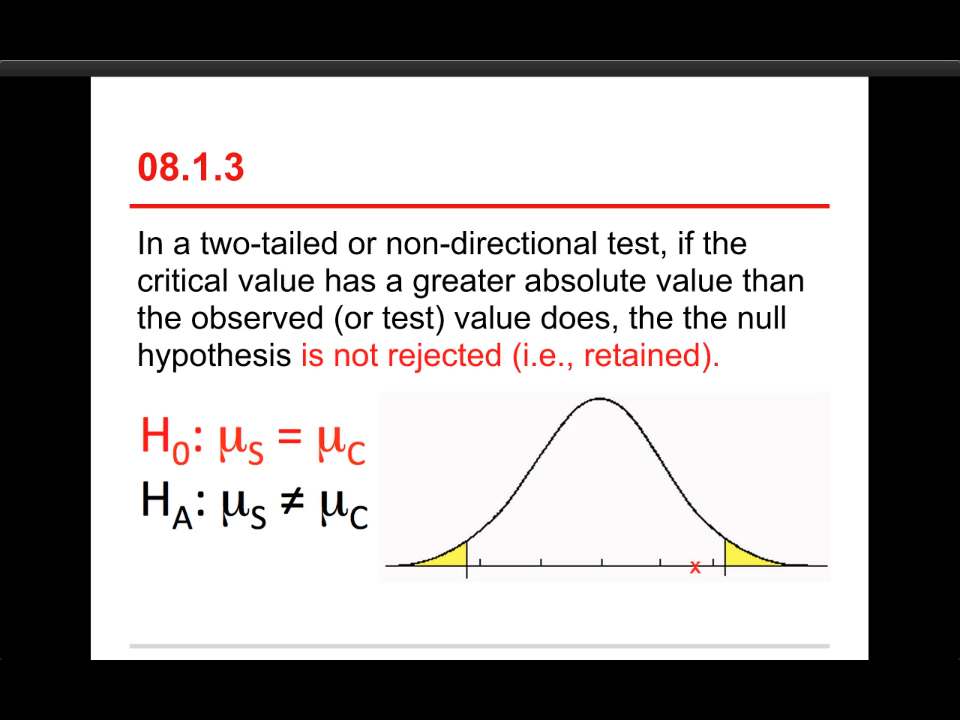 08.1.3
In a two-tailed or non-directional test, if the
critical value has a greater absolute value than
the observed (or test) value does, the the null
hypothesis is not rejected (i.e., retained).
H₀: μS = μC
HA: μS ≠ μC
x